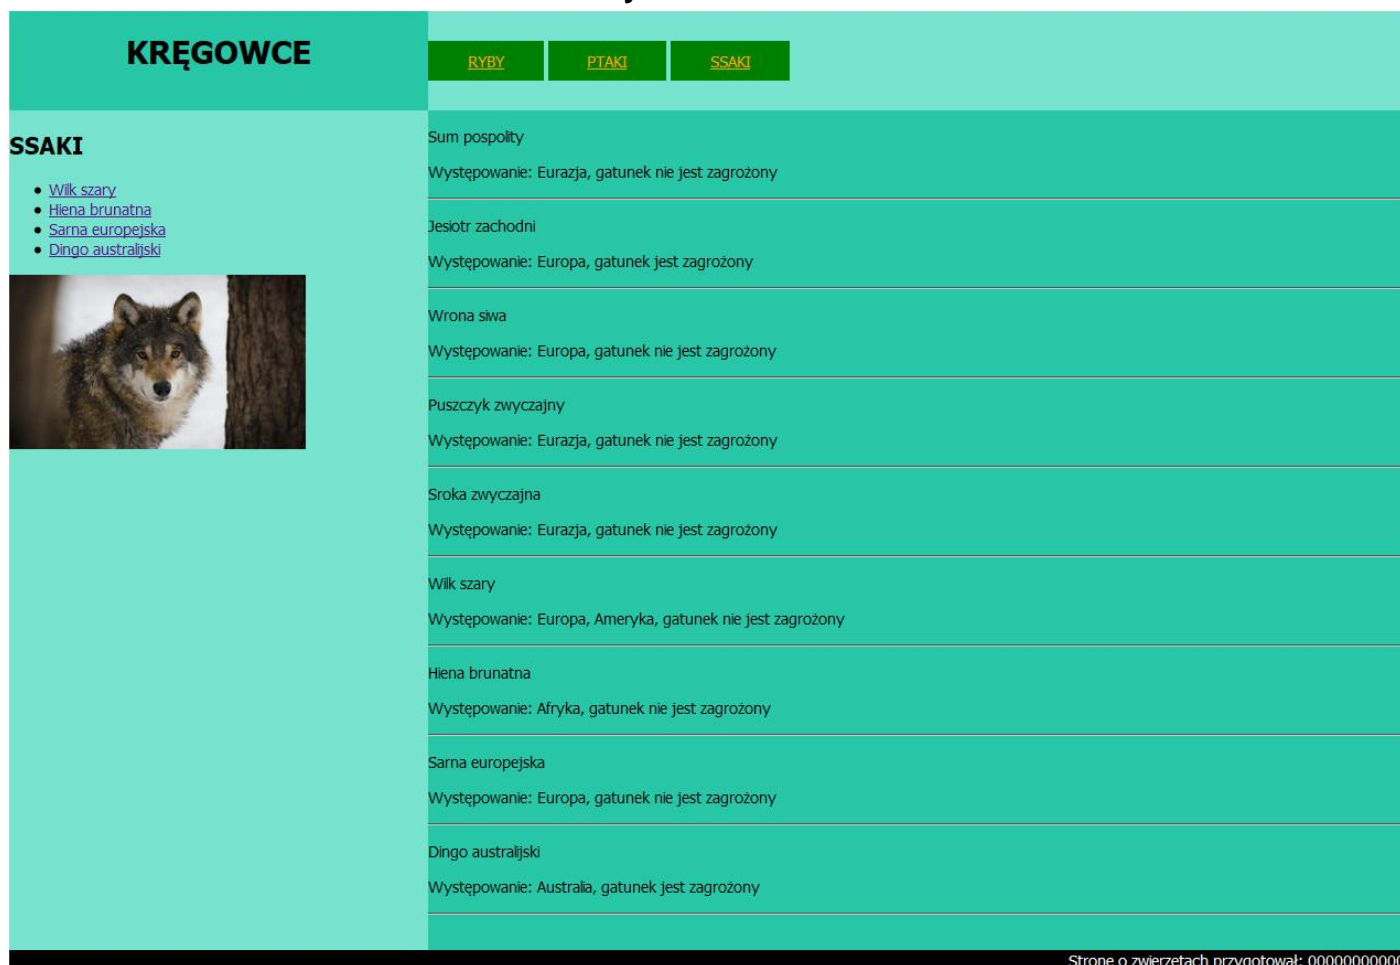 KRĘGOWCE
RYBY PTAKI SSAKI
SSAKI
Wilk szary
Hiena brunatna
Sarna europejska
Dingo australijski
Sum pospolity
Występowanie: Eurazja, gatunek nie jest zagrożony
Jesiotr zachodni
Występowanie: Europa, gatunek jest zagrożony
Wrona siwa
Występowanie: Europa, gatunek nie jest zagrożony
Puszczyk zwyczajny
Występowanie: Eurazja, gatunek nie jest zagrożony
Sroka zwyczajna
Występowanie: Eurazja, gatunek nie jest zagrożony
Wilk szary
Występowanie: Europa, Ameryka, gatunek nie jest zagrożony
Hiena brunatna
Występowanie: Afryka, gatunek nie jest zagrożony
Sarna europejska
Występowanie: Europa, gatunek nie jest zagrożony
Dingo australijski
Występowanie: Australia, gatunek jest zagrożony
Stronę o zwierzętach przygotował: